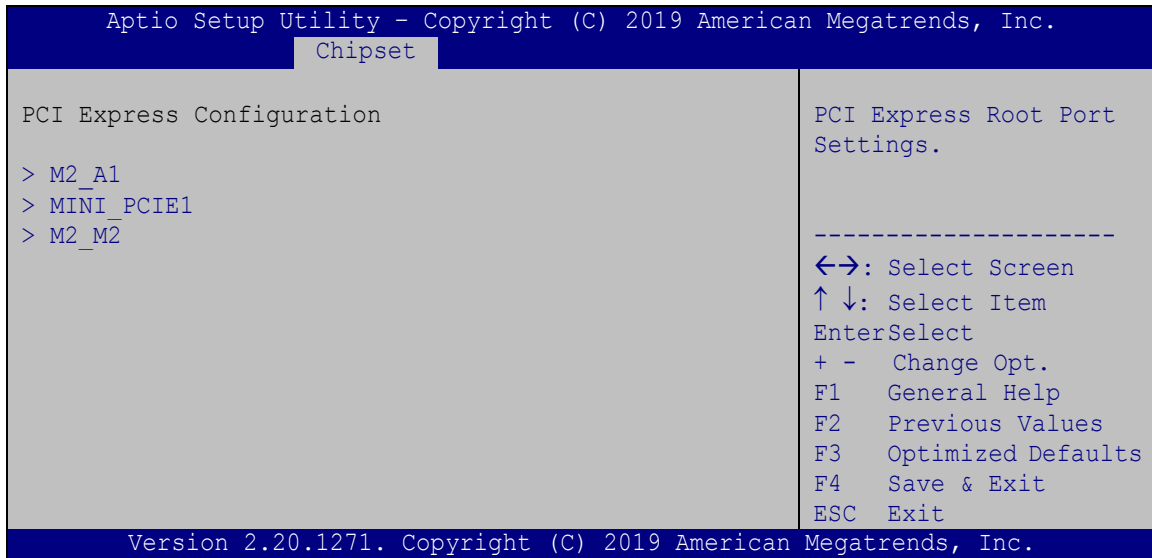 Aptio Setup Utility – Copyright (C) 2019 American Megatrends, Inc.
Chipset
PCI Express Configuration
> M2_A1
> MINI_PCIE1
> M2_M2
PCI Express Root Port
Settings.
---------------------
←→: Select Screen
↑ ↓: Select Item
EnterSelect
+ - Change Opt.
F1 General Help
F2 Previous Values
F3 Optimized Defaults
F4 Save & Exit
ESC Exit
Version 2.20.1271. Copyright (C) 2019 American Megatrends, Inc.